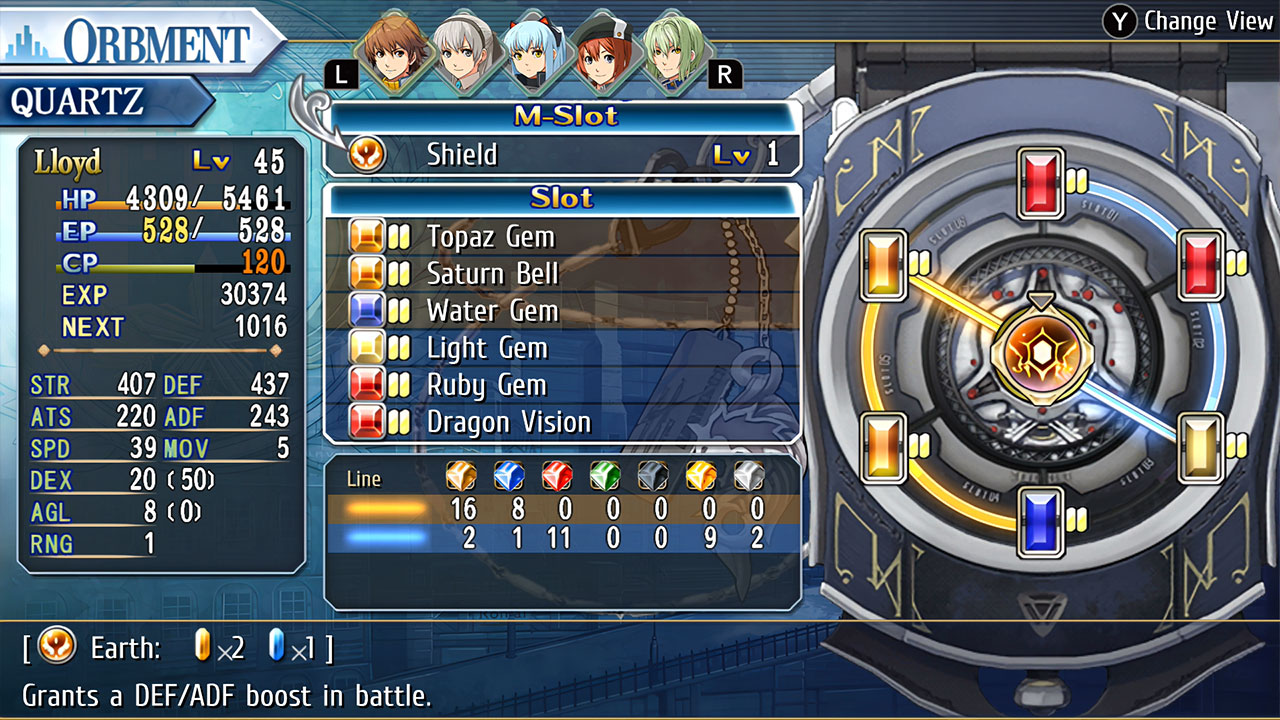 ORBMENT
QUARTZ
L
R
Y Change View
Lloyd Lv 45
HP 4309/ 5461
EP 528/ 528
CP 120
EXP 30374
NEXT 1016
STR 407 DEF 437
ATS 220 ADF 243
SPD 39 MOV 5
DEX 20 (50)
AGL 8 (0)
RNG 1
M-Slot
Shield Lv 1
Slot
Topaz Gem
Saturn Bell
Water Gem
Light Gem
Ruby Gem
Dragon Vision
Line
16 8 0 0 0 0 0
2 1 11 0 0 9 2
SLOT06
SLOT01
SLOT05
SLOT04
[ Earth: ×2 ×1 ]
Grants a DEF/ADF boost in battle.